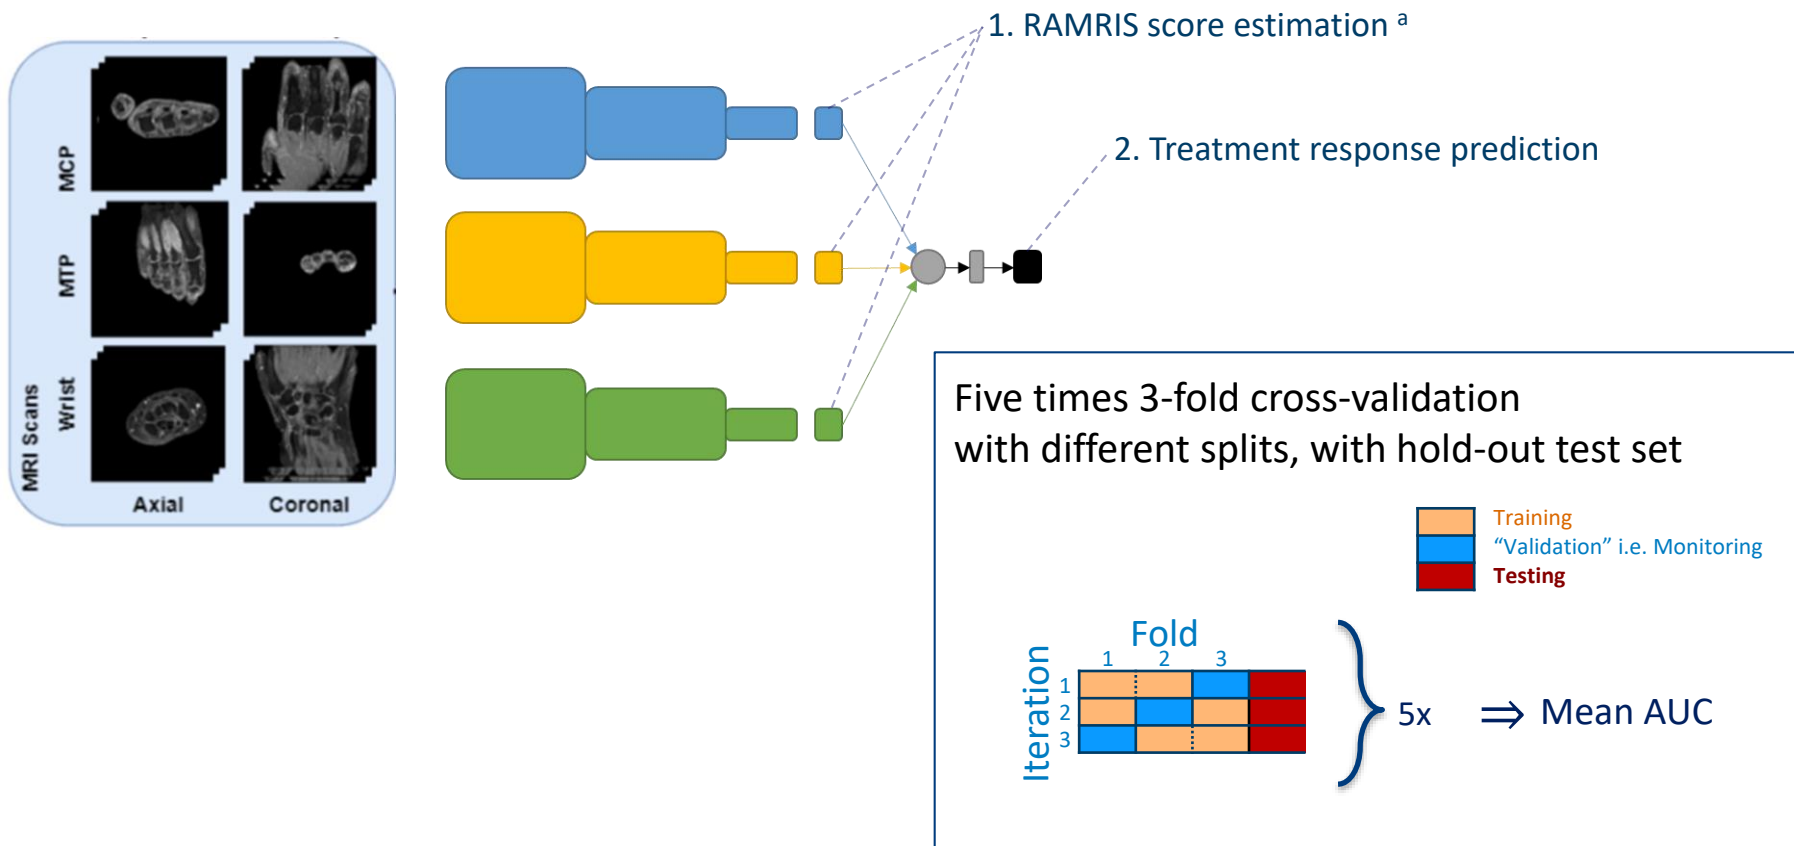 1. RAMRIS score estimation a
2. Treatment response prediction
MRI Scans
MCP
MTP
Wrist
Axial
Coronal
Five times 3-fold cross-validation
with different splits, with hold-out test set
Training
“Validation” i.e. Monitoring
Testing
Fold
1 2 3
Iteration
1
2
3
5x ⇒ Mean AUC